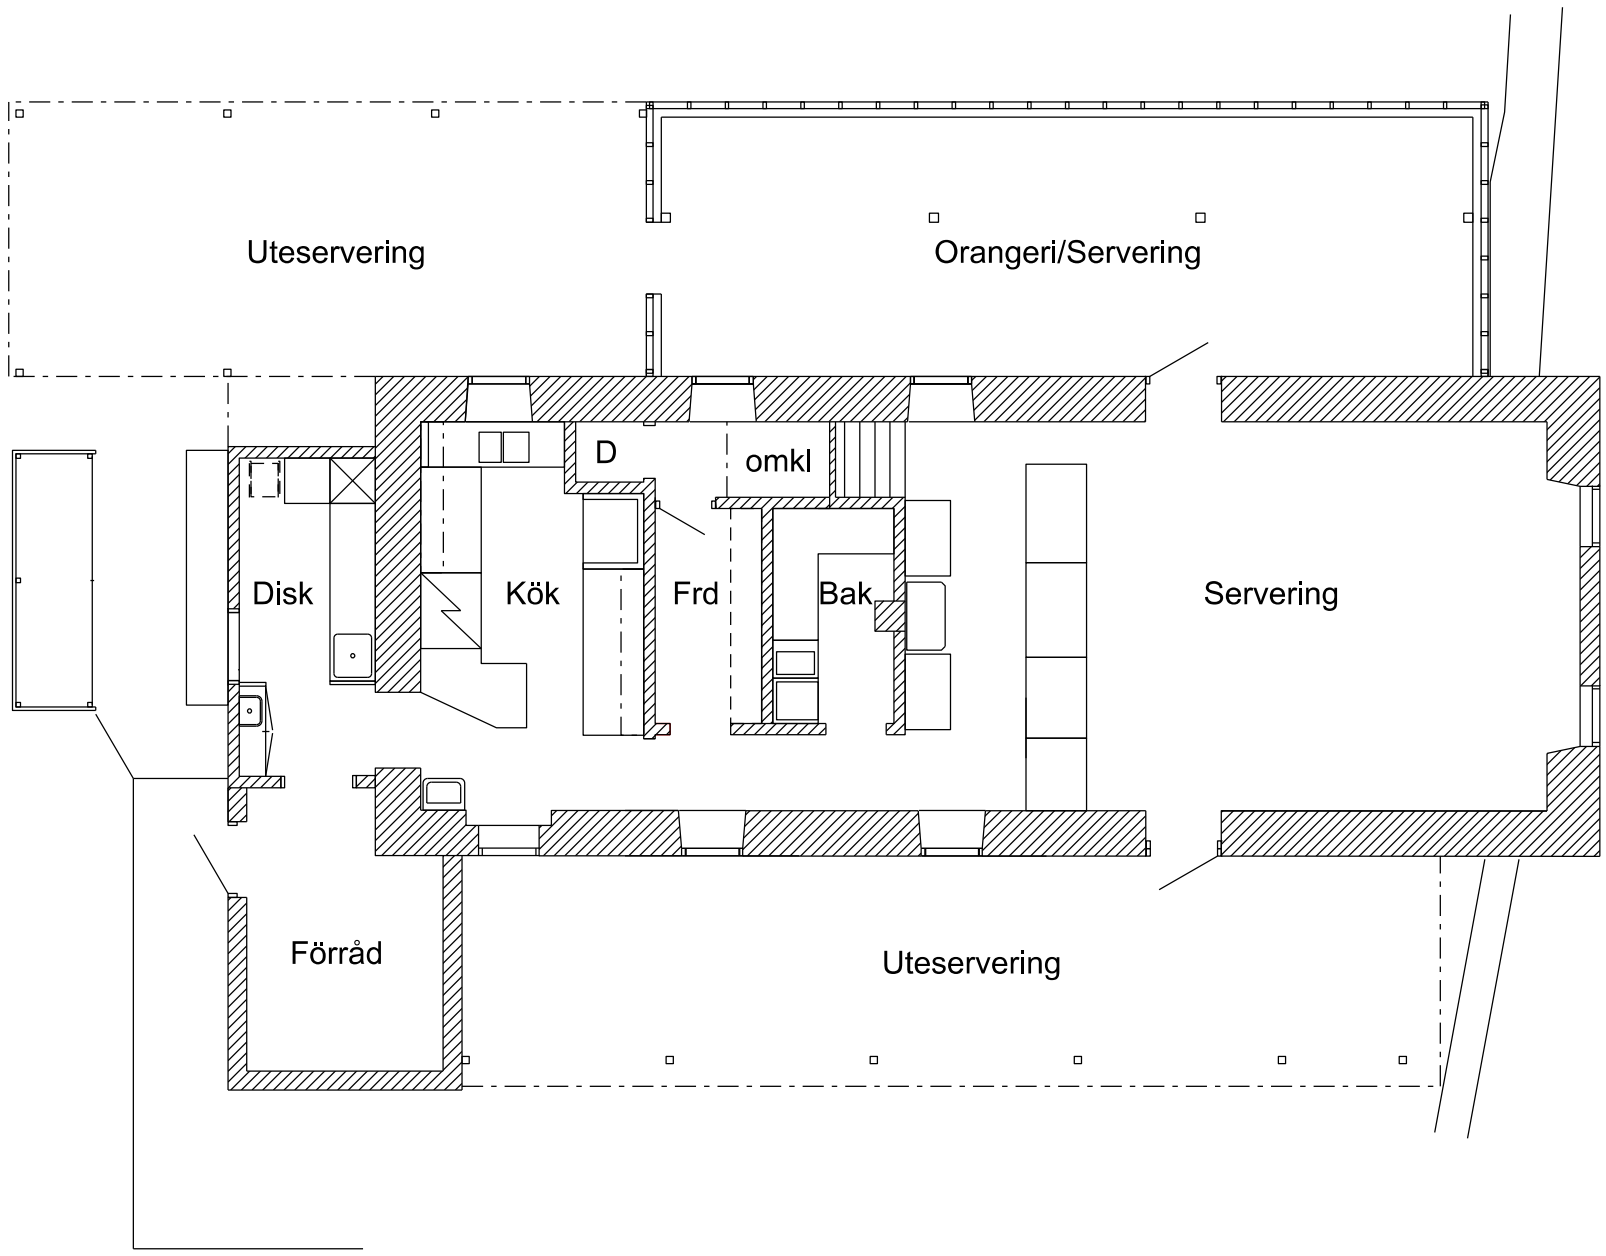 Uteservering
Orangeri/Servering
D
omkl
Disk
Kök
Frd
Bak
Servering
Förråd
Uteservering